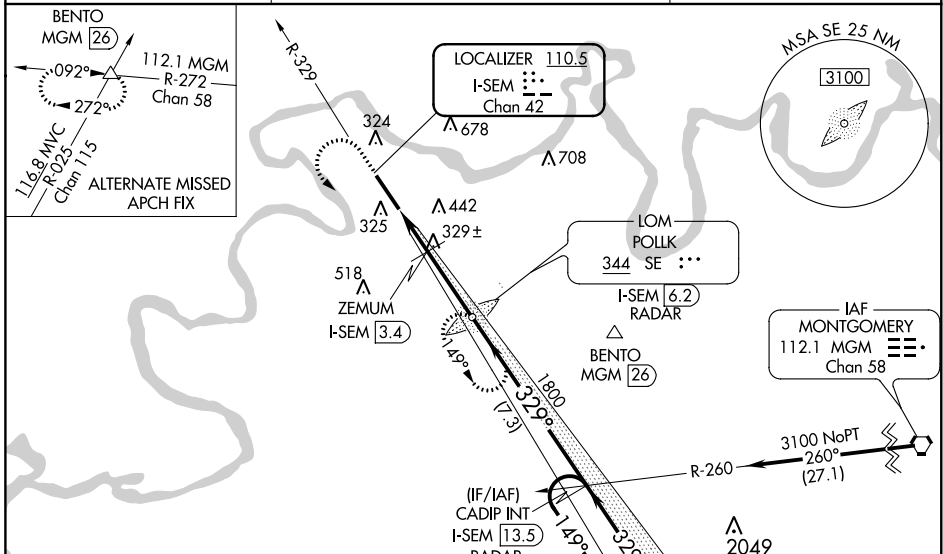 BENTO
MGM 26
092°
272°
112.1 MGM
R-272
Chan 58
116.8 MVC
R-025
Chan 115
ALTERNATE MISSED
APCH FIX
R-329
LOCALIZER 110.5
I-SEM
Chan 42
MSA SE 25 NM
3100
324
678
708
325
442
329±
518
ZEMUM
I-SEM 3.4
LOM
POLLK
344 SE
I-SEM 6.2
RADAR
BENTO
MGM 26
IAF
MONTGOMERY
112.1 MGM
Chan 58
149°
(7.3)
1800
329°
3100 NoPT
260°
(27.1)
R-260
(IF/IAF)
CADIP INT
I-SEM 13.5
RADAR
149°
329°
2049